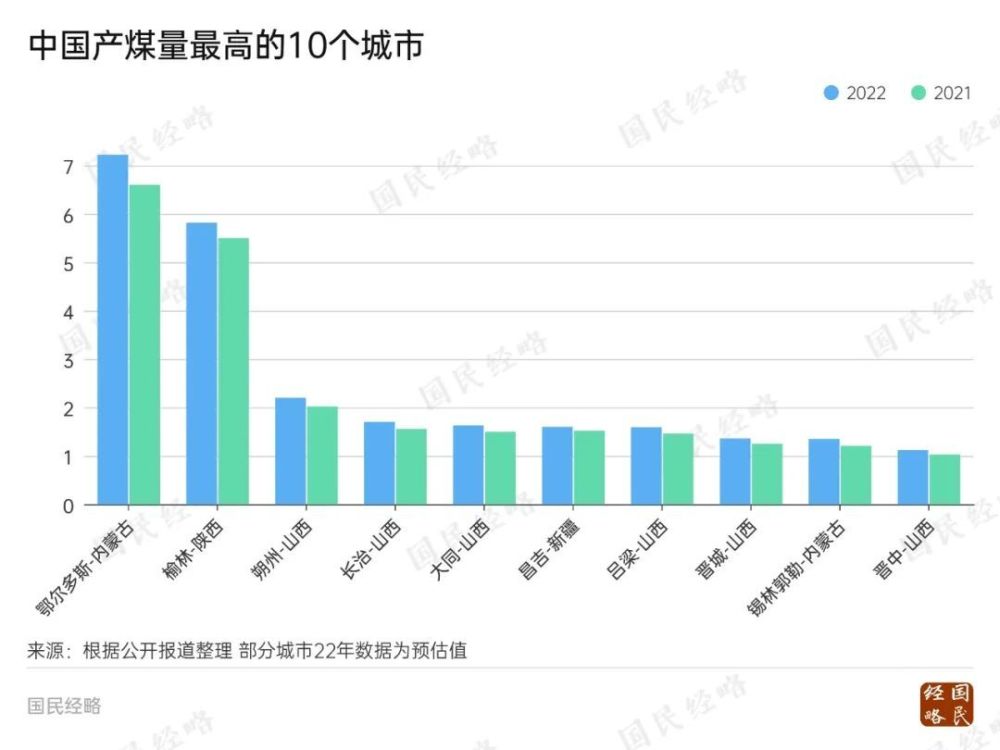 中国产煤量最高的10个城市
2022 2021
7
6
5
4
3
2
1
0
鄂尔多斯-内蒙古
榆林-陕西
朔州-山西
长治-山西
大同-山西
昌吉-新疆
吕梁-山西
晋城-山西
锡林郭勒-内蒙古
晋中-山西
来源：根据公开报道整理 部分城市22年数据为预估值
国民经略
国民经略